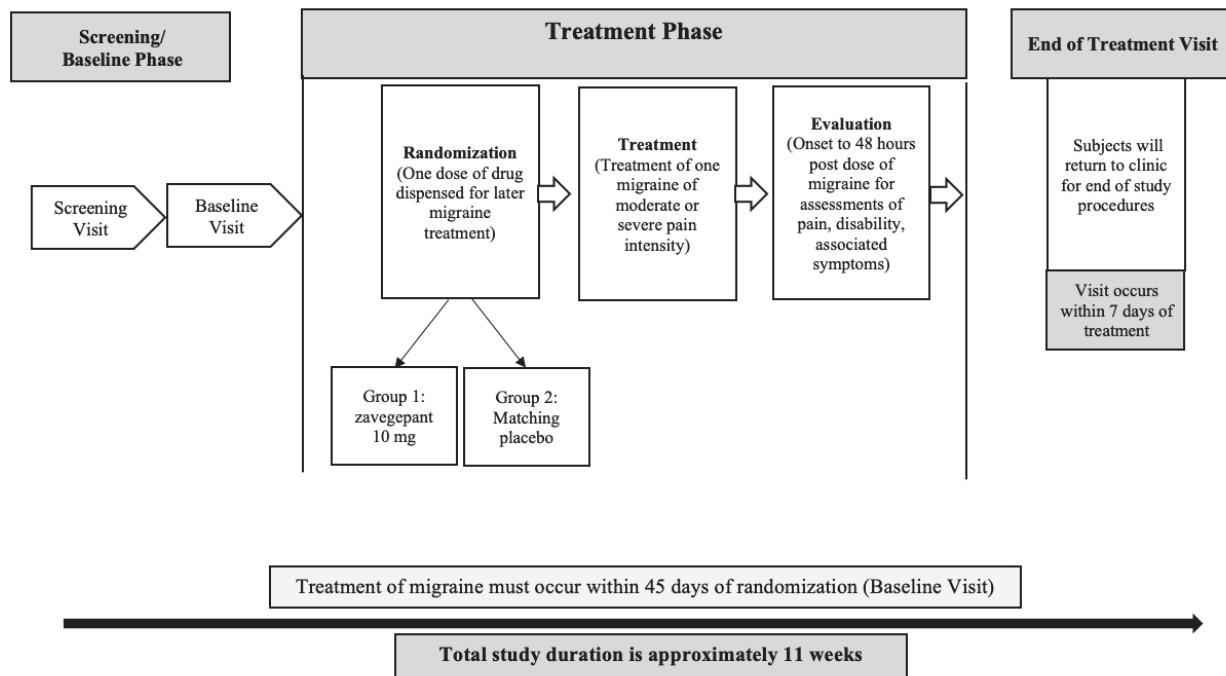 Screening/
Baseline Phase
Treatment Phase
End of Treatment Visit
Screening
Visit
Baseline
Visit
Randomization
(One dose of drug
dispensed for later
migraine
treatment)
Treatment
(Treatment of one
migraine of
moderate or
severe pain
intensity)
Evaluation
(Onset to 48 hours
post dose of
migraine for
assessments of
pain, disability,
associated
symptoms)
Subjects will
return to clinic
for end of study
procedures
Visit occurs
within 7 days of
treatment
Group 1:
zavegepant
10 mg
Group 2:
Matching
placebo
Treatment of migraine must occur within 45 days of randomization (Baseline Visit)
Total study duration is approximately 11 weeks